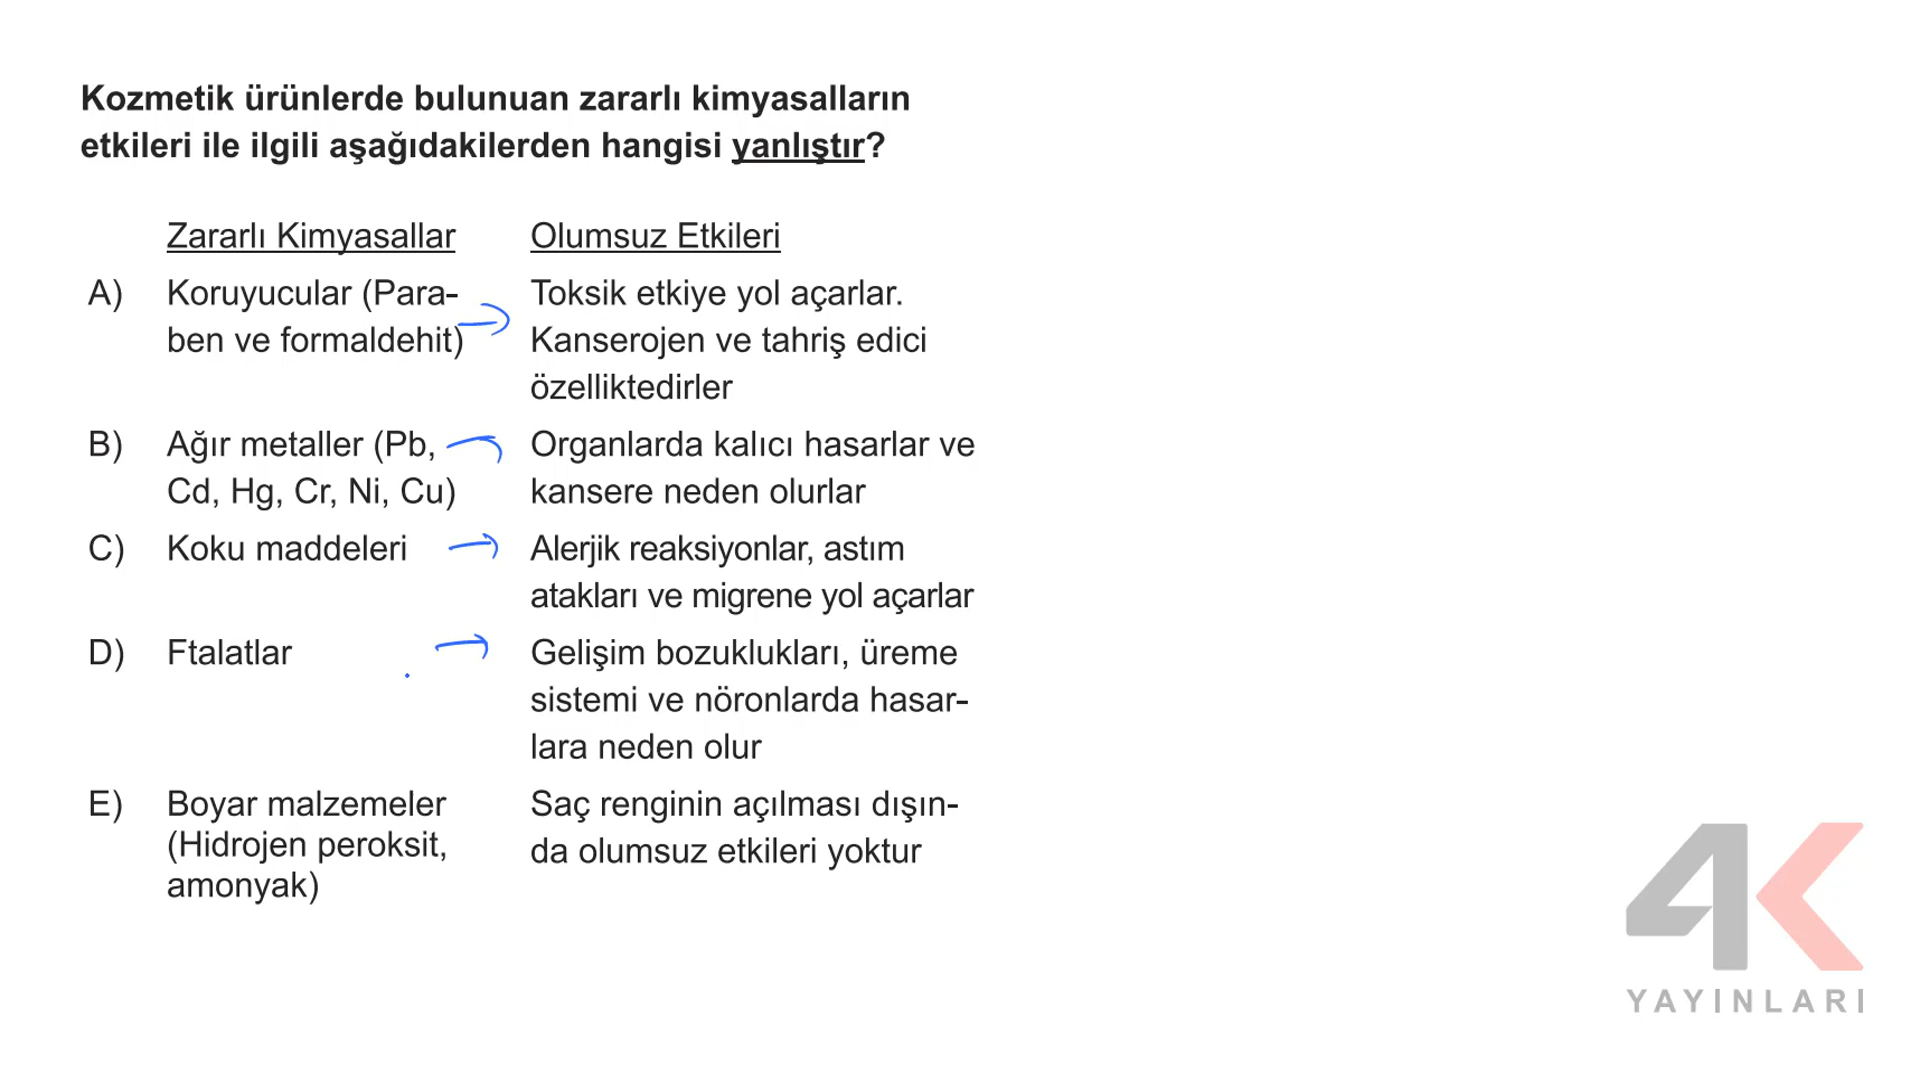 Kozmetik ürünlerde bulunuan zararlı kimyasalların
etkileri ile ilgili aşağıdakilerden hangisi yanlıştır?
Zararlı Kimyasallar Olumsuz Etkileri
A) Koruyucular (Para- Toksik etkiye yol açarlar.
ben ve formaldehit) Kanserojen ve tahriş edici
özelliktedirler
B) Ağır metaller (Pb, Organlarda kalıcı hasarlar ve
Cd, Hg, Cr, Ni, Cu) kansere neden olurlar
C) Koku maddeleri Alerjik reaksiyonlar, astım
atakları ve migrene yol açarlar
D) Ftalatlar Gelişim bozuklukları, üreme
sistemi ve nöronlarda hasar-
lara neden olur
E) Boyar malzemeler Saç renginin açılması dışın-
(Hidrojen peroksit, da olumsuz etkileri yoktur
amonyak)
4K
YAYINLARI